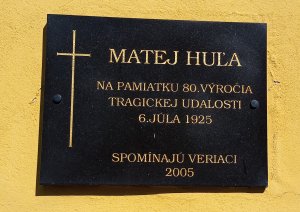 MATEJ HUĽA
NA PAMIATKU 80.VÝROČIA
TRAGICKEJ UDALOSTI
6.JÚLA 1925
SPOMÍNAJÚ VERIACI
2005